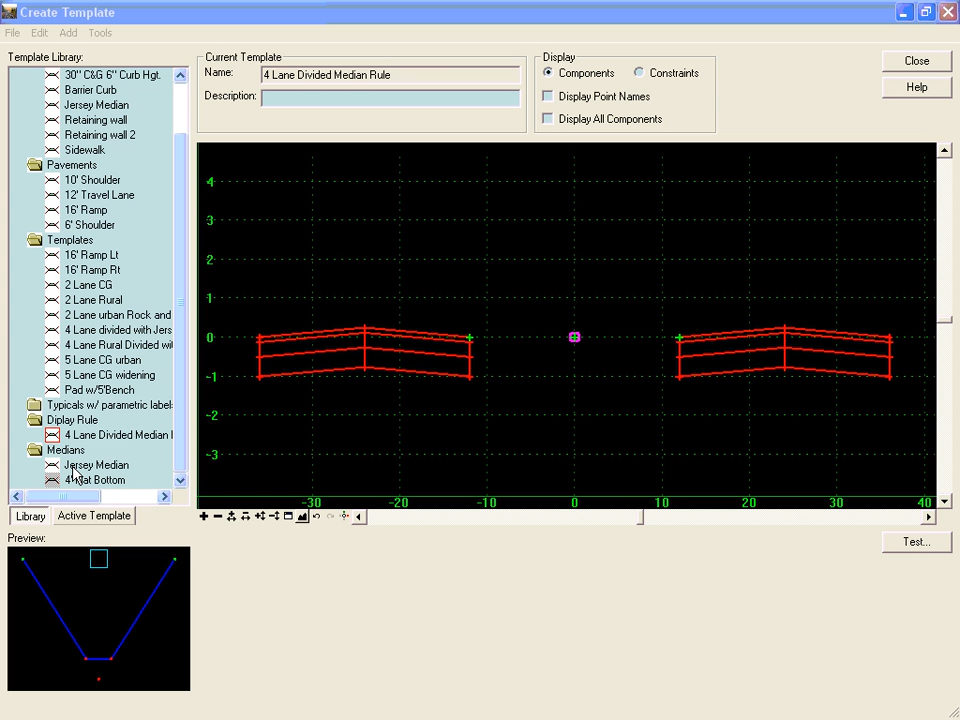 Create Template
File Edit Add Tools
Template Library:
30" C&G 6" Curb Hgt.
Barrier Curb
Jersey Median
Retaining wall
Retaining wall 2
Sidewalk
Pavements
10' Shoulder
12' Travel Lane
16' Ramp
6' Shoulder
Templates
16' Ramp Lt
16' Ramp Rt
2 Lane CG
2 Lane Rural
2 Lane urban Rock and
4 Lane divided with Jers
4 Lane Rural Divided wi
5 Lane CG urban
5 Lane CG widening
Pad w/5'Bench
Typicals w/ parametric labels
Diplay Rule
4 Lane Divided Median
Medians
Jersey Median
Bottom
Library Active Template
Preview:
Current Template
Name: 4 Lane Divided Median Rule
Description:
Display
Components Constraints
Display Point Names
Display All Components
Close
Help
4
3
2
1
0
-1
-2
-3
-30 -20 -10 0 10 20 30 40
Test...